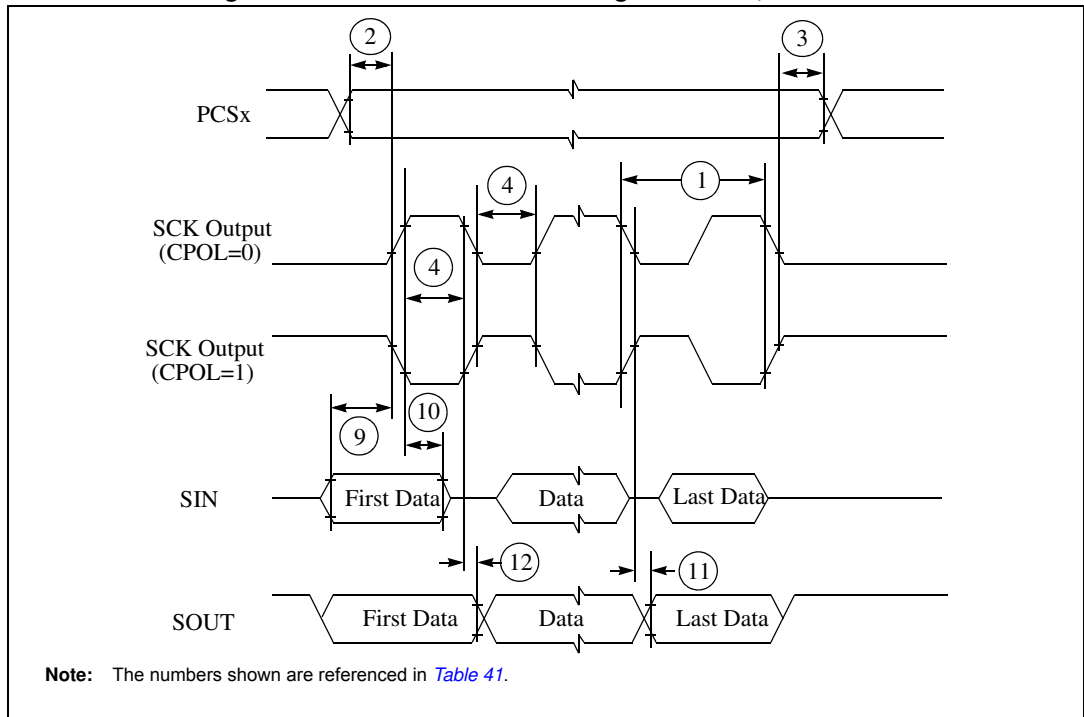 2
3
PCSx
4
1
SCK Output
(CPOL=0)
4
SCK Output
(CPOL=1)
10
9
SIN
First Data
Data
Last Data
12
11
SOUT
First Data
Data
Last Data
Note: The numbers shown are referenced in Table 41.